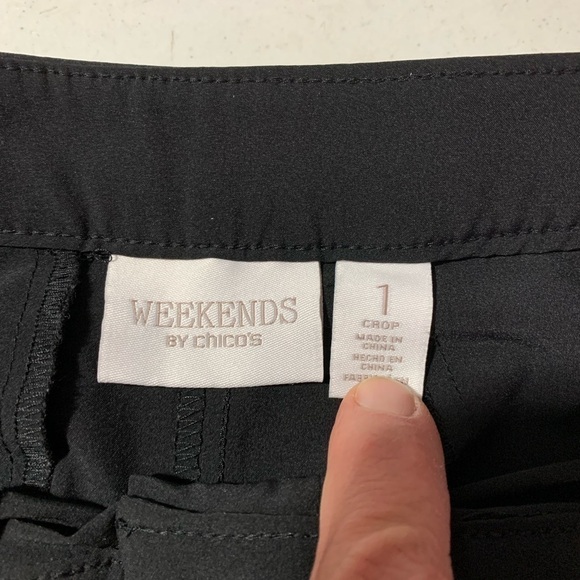 WEEKENDS
BY chico's
1
CROP
MADE IN
CHINA
HECHO EN
CHINA